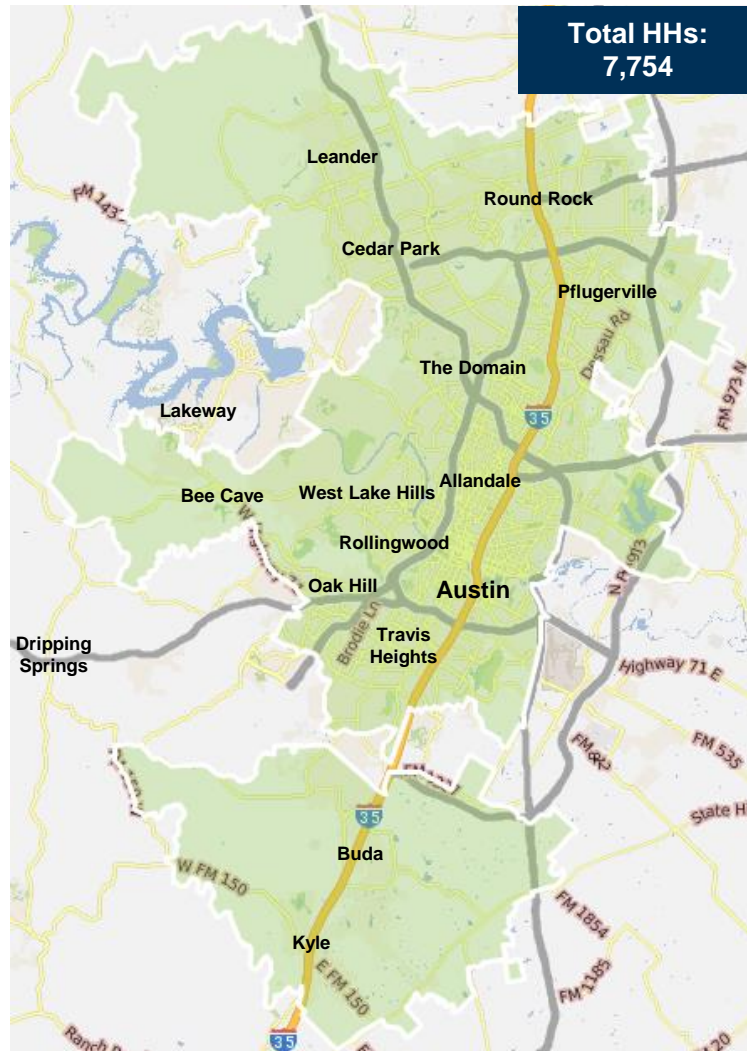 Total HHs:
7,754
Leander
Round Rock
Cedar Park
Pflugerville
Dessau Rd
The Domain
FM 973 N
Lakeway
35
Allandale
Bee Cave
West Lake Hills
Rollingwood
Oak Hill
Austin
Brodie Ln
Travis
Heights
Dripping
Springs
Highway 71 E
FM 535
State H
35
Buda
W FM 150
FM 1854
Kyle
E FM 150
FM 1185
35
FM 20